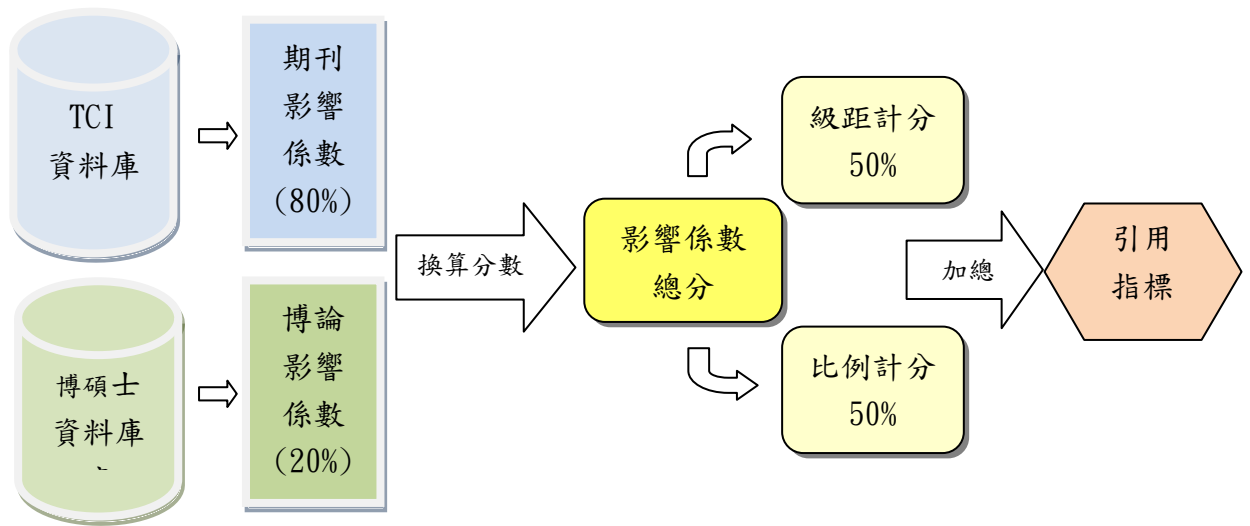 TCI
資料庫
期刊
影響
係數
(80%)
博碩士
資料庫
博論
影響
係數
(20%)
換算分數
影響係數
總分
級距計分
50%
比例計分
50%
加總
引用
指標